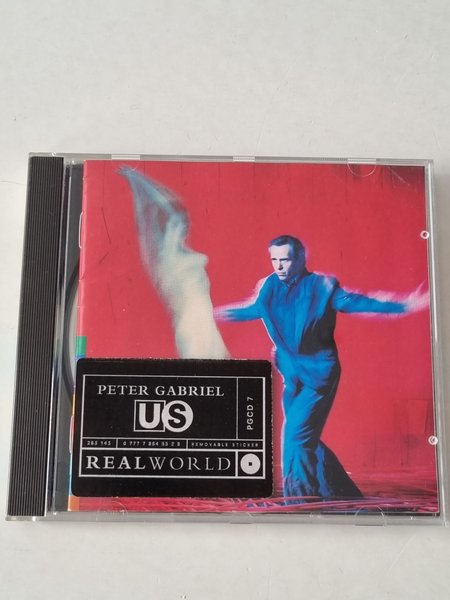 PETER GABRIEL
US
PGCD 7
REMOVABLE STICKER
REALWORLD